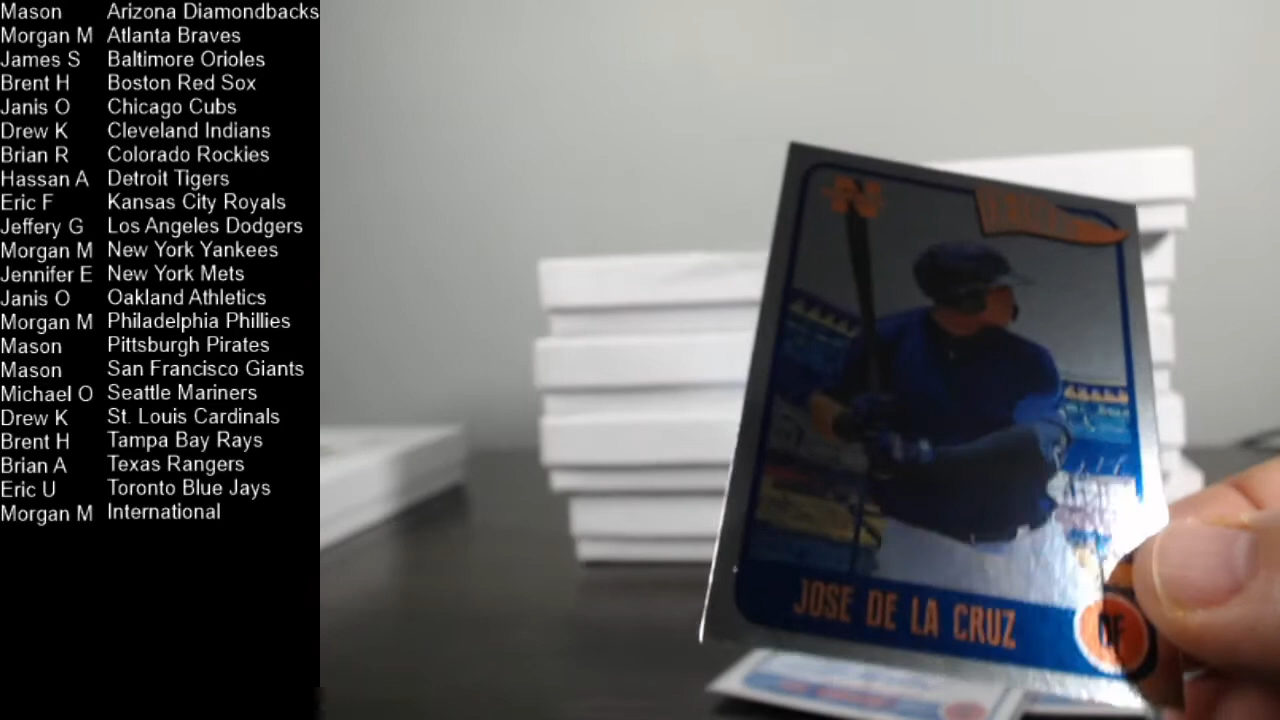 Mason Arizona Diamondbacks
Morgan M Atlanta Braves
James S Baltimore Orioles
Brent H Boston Red Sox
Janis O Chicago Cubs
Drew K Cleveland Indians
Brian R Colorado Rockies
Hassan A Detroit Tigers
Eric F Kansas City Royals
Jeffery G Los Angeles Dodgers
Morgan M New York Yankees
Jennifer E New York Mets
Janis O Oakland Athletics
Morgan M Philadelphia Phillies
Mason Pittsburgh Pirates
Mason San Francisco Giants
Michael O Seattle Mariners
Drew K St. Louis Cardinals
Brent H Tampa Bay Rays
Brian A Texas Rangers
Eric U Toronto Blue Jays
Morgan M International
N
JOSE DE LA CRUZ
OF